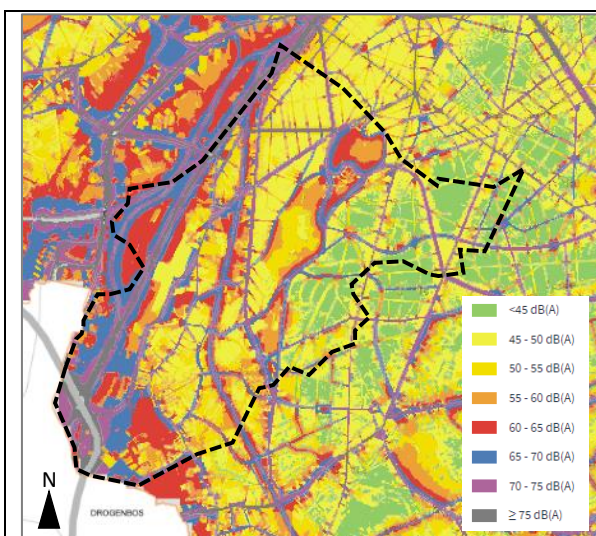 <45 dB(A)
45 - 50 dB(A)
50 - 55 dB(A)
55 - 60 dB(A)
60 - 65 dB(A)
65 - 70 dB(A)
70 - 75 dB(A)
≥ 75 dB(A)
N
DROGENBOS